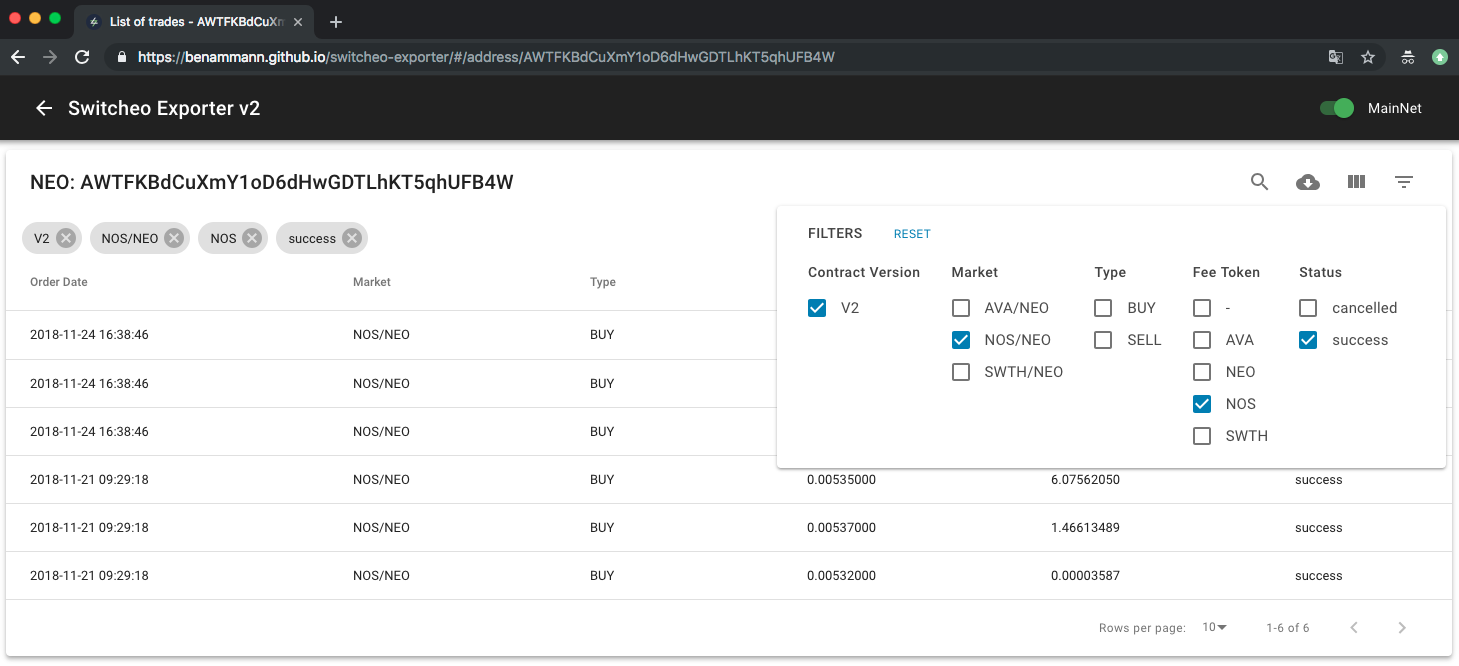 List of trades - AWTFKBdCuXm
https://benammann.github.io/switcheo-exporter/#/address/AWTFKBdCuXmY1oD6dHwGDTLhKT5qhUFB4W
Switcheo Exporter v2
MainNet
NEO: AWTFKBdCuXmY1oD6dHwGDTLhKT5qhUFB4W
V2 NOS/NEO NOS success
FILTERS RESET
Contract Version Market Type Fee Token Status
V2 AVA/NEO BUY - cancelled
NOS/NEO SELL AVA success
SWTH/NEO NEO
NOS
SWTH
Order Date Market Type
2018-11-24 16:38:46 NOS/NEO BUY
2018-11-24 16:38:46 NOS/NEO BUY
2018-11-24 16:38:46 NOS/NEO BUY
2018-11-21 09:29:18 NOS/NEO BUY 0.00535000 6.07562050 success
2018-11-21 09:29:18 NOS/NEO BUY 0.00537000 1.46613489 success
2018-11-21 09:29:18 NOS/NEO BUY 0.00532000 0.00003587 success
Rows per page: 10 1-6 of 6